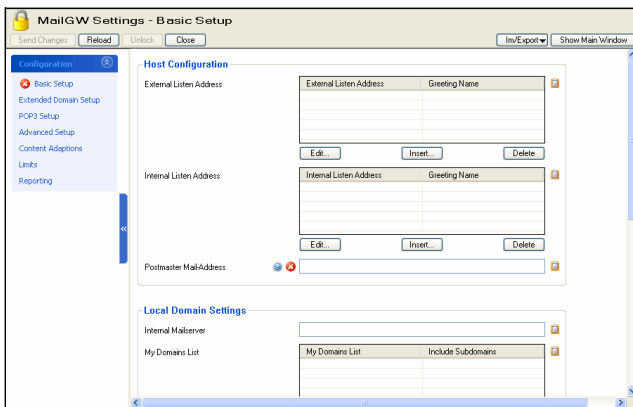 MailGW Settings - Basic Setup
Send Changes Reload Unlock Close Im/Export Show Main Window
Configuration
Basic Setup
Extended Domain Setup
POP3 Setup
Advanced Setup
Content Adaptions
Limits
Reporting
Host Configuration
External Listen Address
External Listen Address Greeting Name
Edit... Insert... Delete
Internal Listen Address
Internal Listen Address Greeting Name
Edit... Insert... Delete
Postmaster Mail-Address
Local Domain Settings
Internal Mailserver
My Domains List
My Domains List Include Subdomains